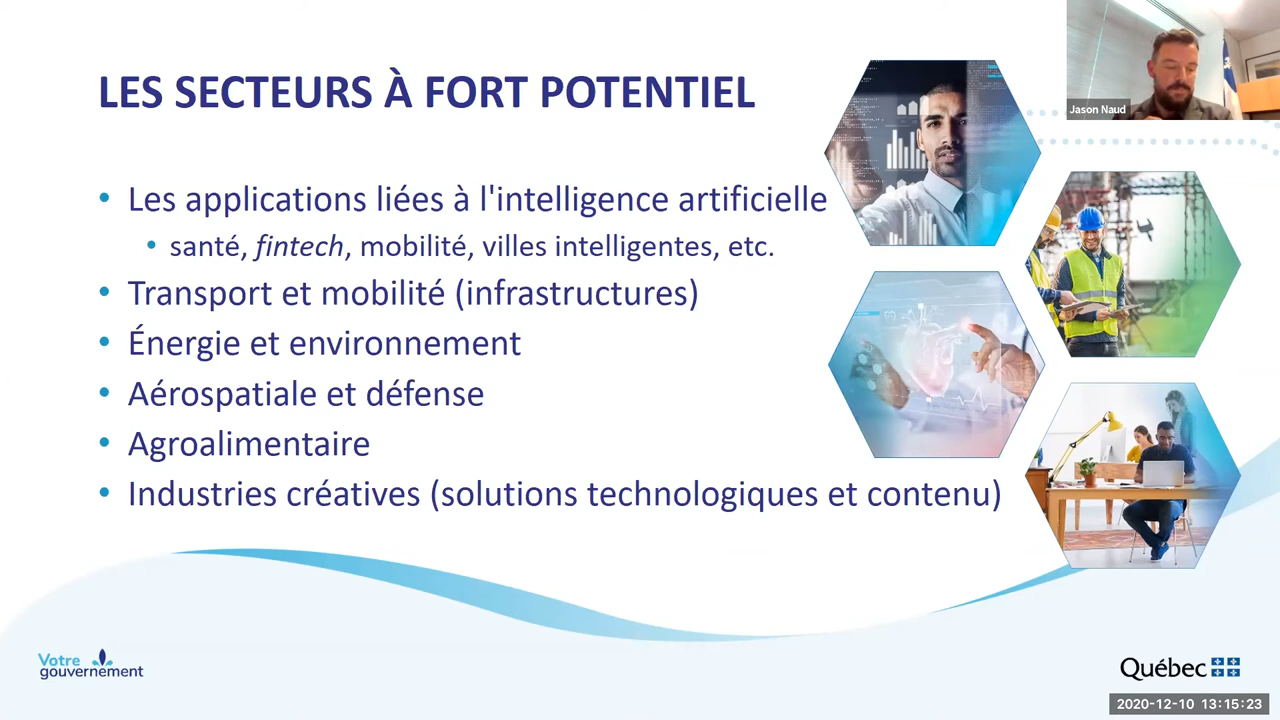 LES SECTEURS À FORT POTENTIEL
Jason Naud
• Les applications liées à l'intelligence artificielle
• santé, fintech, mobilité, villes intelligentes, etc.
• Transport et mobilité (infrastructures)
• Énergie et environnement
• Aérospatiale et défense
• Agroalimentaire
• Industries créatives (solutions technologiques et contenu)
Votre
gouvernement
Québec
2020-12-10 13:15:23